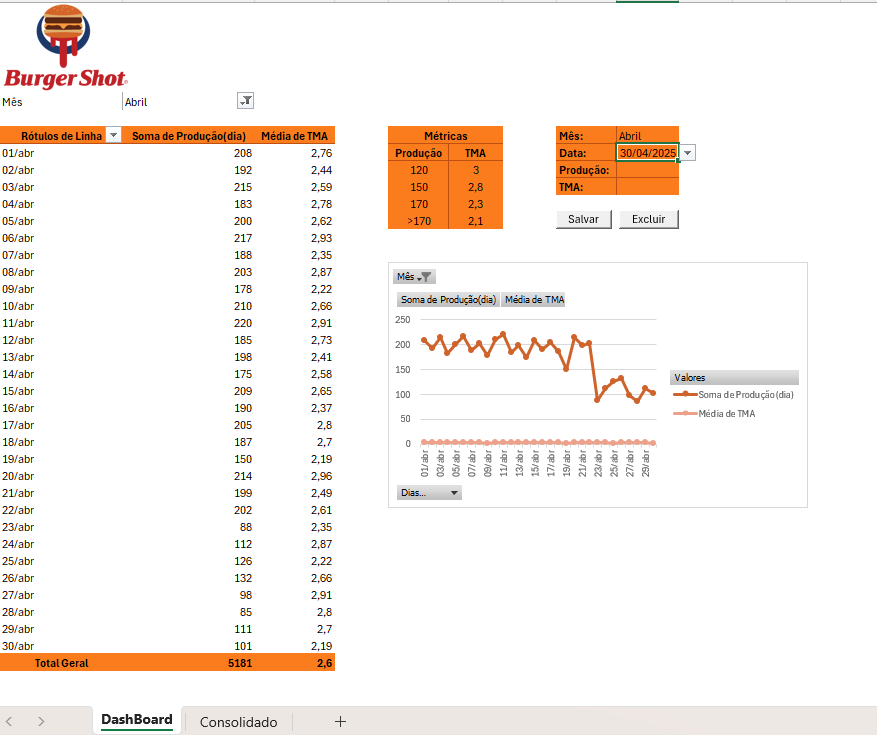 Burger Shot
Mês Abril
Rótulos de Linha Soma de Produção(dia) Média de TMA
01/abr 208 2,76
02/abr 192 2,44
03/abr 215 2,59
04/abr 183 2,78
05/abr 200 2,62
06/abr 217 2,93
07/abr 188 2,35
08/abr 203 2,87
09/abr 178 2,22
10/abr 210 2,66
11/abr 220 2,91
12/abr 185 2,73
13/abr 198 2,41
14/abr 175 2,58
15/abr 209 2,65
16/abr 190 2,37
17/abr 205 2,8
18/abr 187 2,7
19/abr 150 2,19
20/abr 214 2,96
21/abr 199 2,49
22/abr 202 2,61
23/abr 88 2,35
24/abr 112 2,87
25/abr 126 2,22
26/abr 132 2,66
27/abr 98 2,91
28/abr 85 2,8
29/abr 111 2,7
30/abr 101 2,19
Total Geral 5181 2,6
Métricas
Produção TMA
120 3
150 2,8
170 2,3
>170 2,1
Mês: Abril
Data: 30/04/2025
Produção:
TMA:
Salvar Excluir
Mês
Soma de Produção(dia) Média de TMA
250
200
150
100
50
0
01/abr 03/abr 05/abr 07/abr 09/abr 11/abr 13/abr 15/abr 17/abr 19/abr 21/abr 23/abr 25/abr 27/abr 29/abr
Valores
Soma de Produção(dia)
Média de TMA
Dias...
DashBoard Consolidado